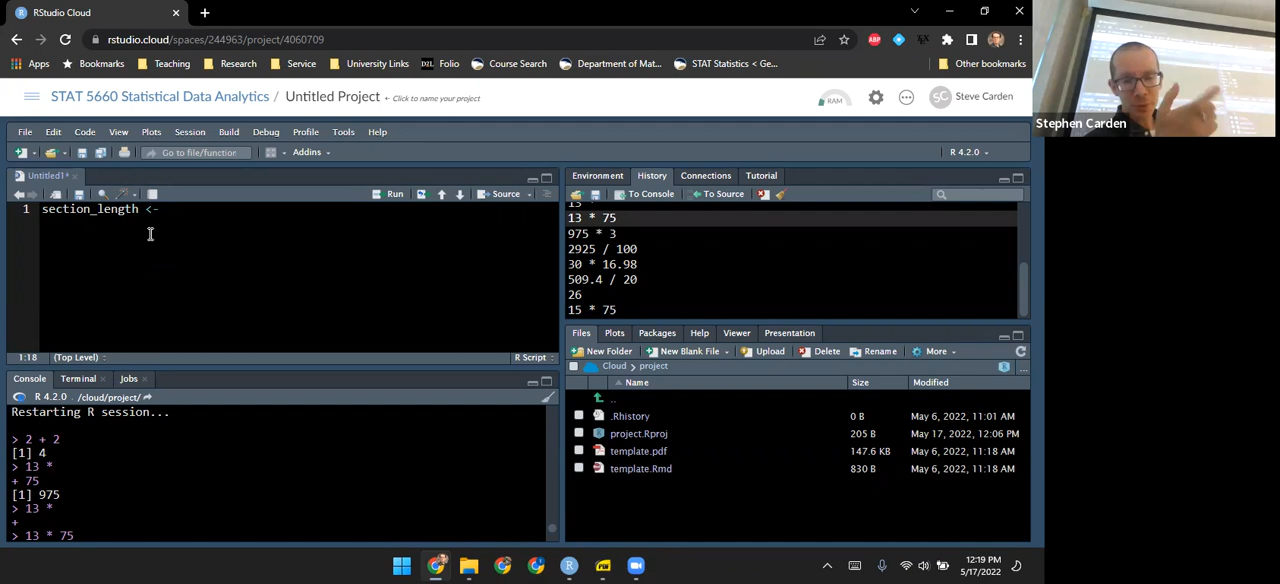 RStudio Cloud
rstudio.cloud/spaces/244963/project/4060709
ABP
Apps Bookmarks Teaching Research Service University Links D2L Folio Course Search Department of Mat... STAT Statistics < Ge... Other bookmarks
STAT 5660 Statistical Data Analytics / Untitled Project Click to name your project RAM SC Steve Carden
Stephen Carden
File Edit Code View Plots Session Build Debug Profile Tools Help
Go to file/function Addins R 4.2.0
Untitled1*
Run Source
1 section_length <-
1:18 (Top Level) R Script
Environment History Connections Tutorial
To Console To Source
13 *
13 * 75
975 * 3
2925 / 100
30 * 16.98
509.4 / 20
26
15 * 75
Console Terminal Jobs
R 4.2.0 . /cloud/project/
Restarting R session...
> 2 + 2
[1] 4
> 13 *
+ 75
[1] 975
> 13 *
+
> 13 * 75
Files Plots Packages Help Viewer Presentation
New Folder New Blank File Upload Delete Rename More
Cloud project
Name Size Modified
..
.Rhistory 0 B May 6, 2022, 11:01 AM
project.Rproj 205 B May 17, 2022, 12:06 PM
template.pdf 147.6 KB May 6, 2022, 11:18 AM
template.Rmd 830 B May 6, 2022, 11:18 AM
12:19 PM
5/17/2022